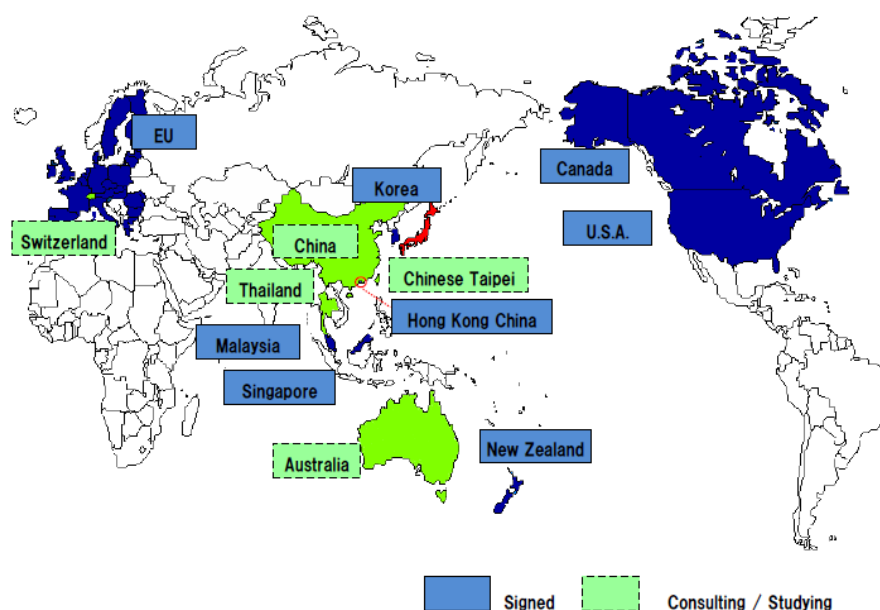 EU
Korea
Canada
Switzerland
China
U.S.A.
Thailand
Chinese Taipei
Hong Kong China
Malaysia
Singapore
Australia
New Zealand
Signed
Consulting / Studying